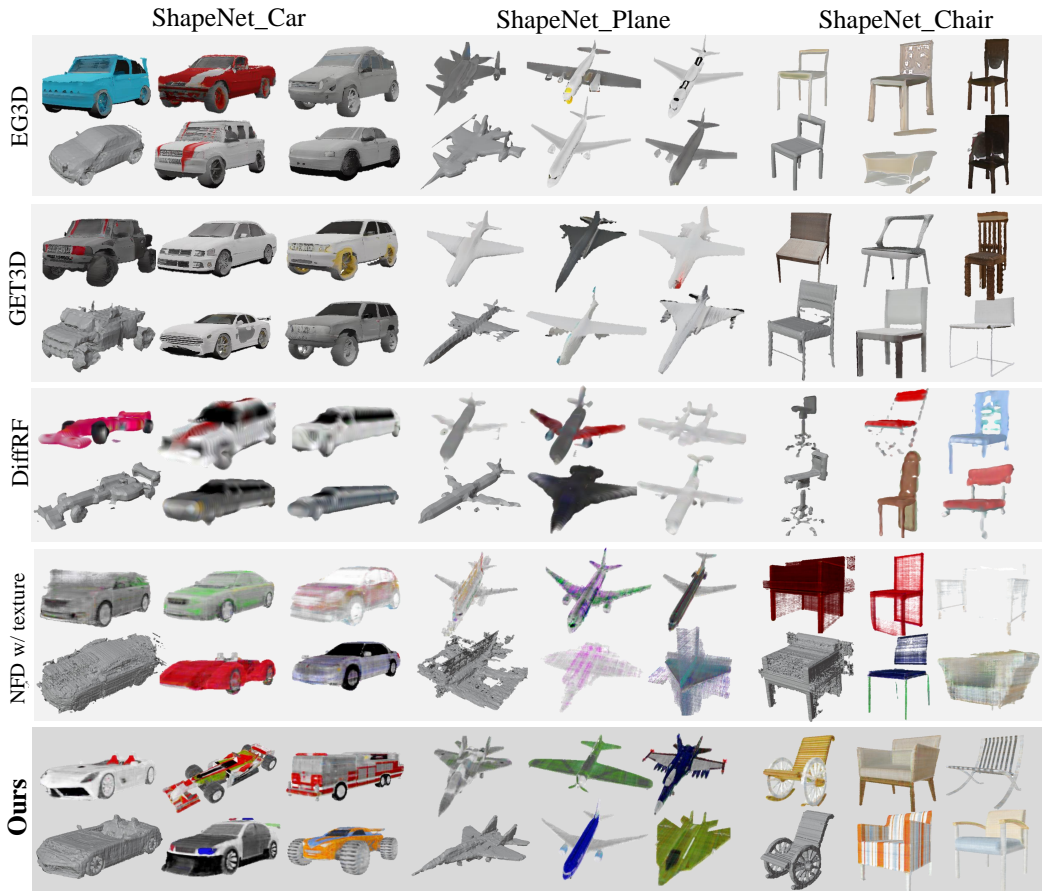 ShapeNet_Car ShapeNet_Plane ShapeNet_Chair
EG3D
GET3D
DiffRF
NFD w/ texture
Ours